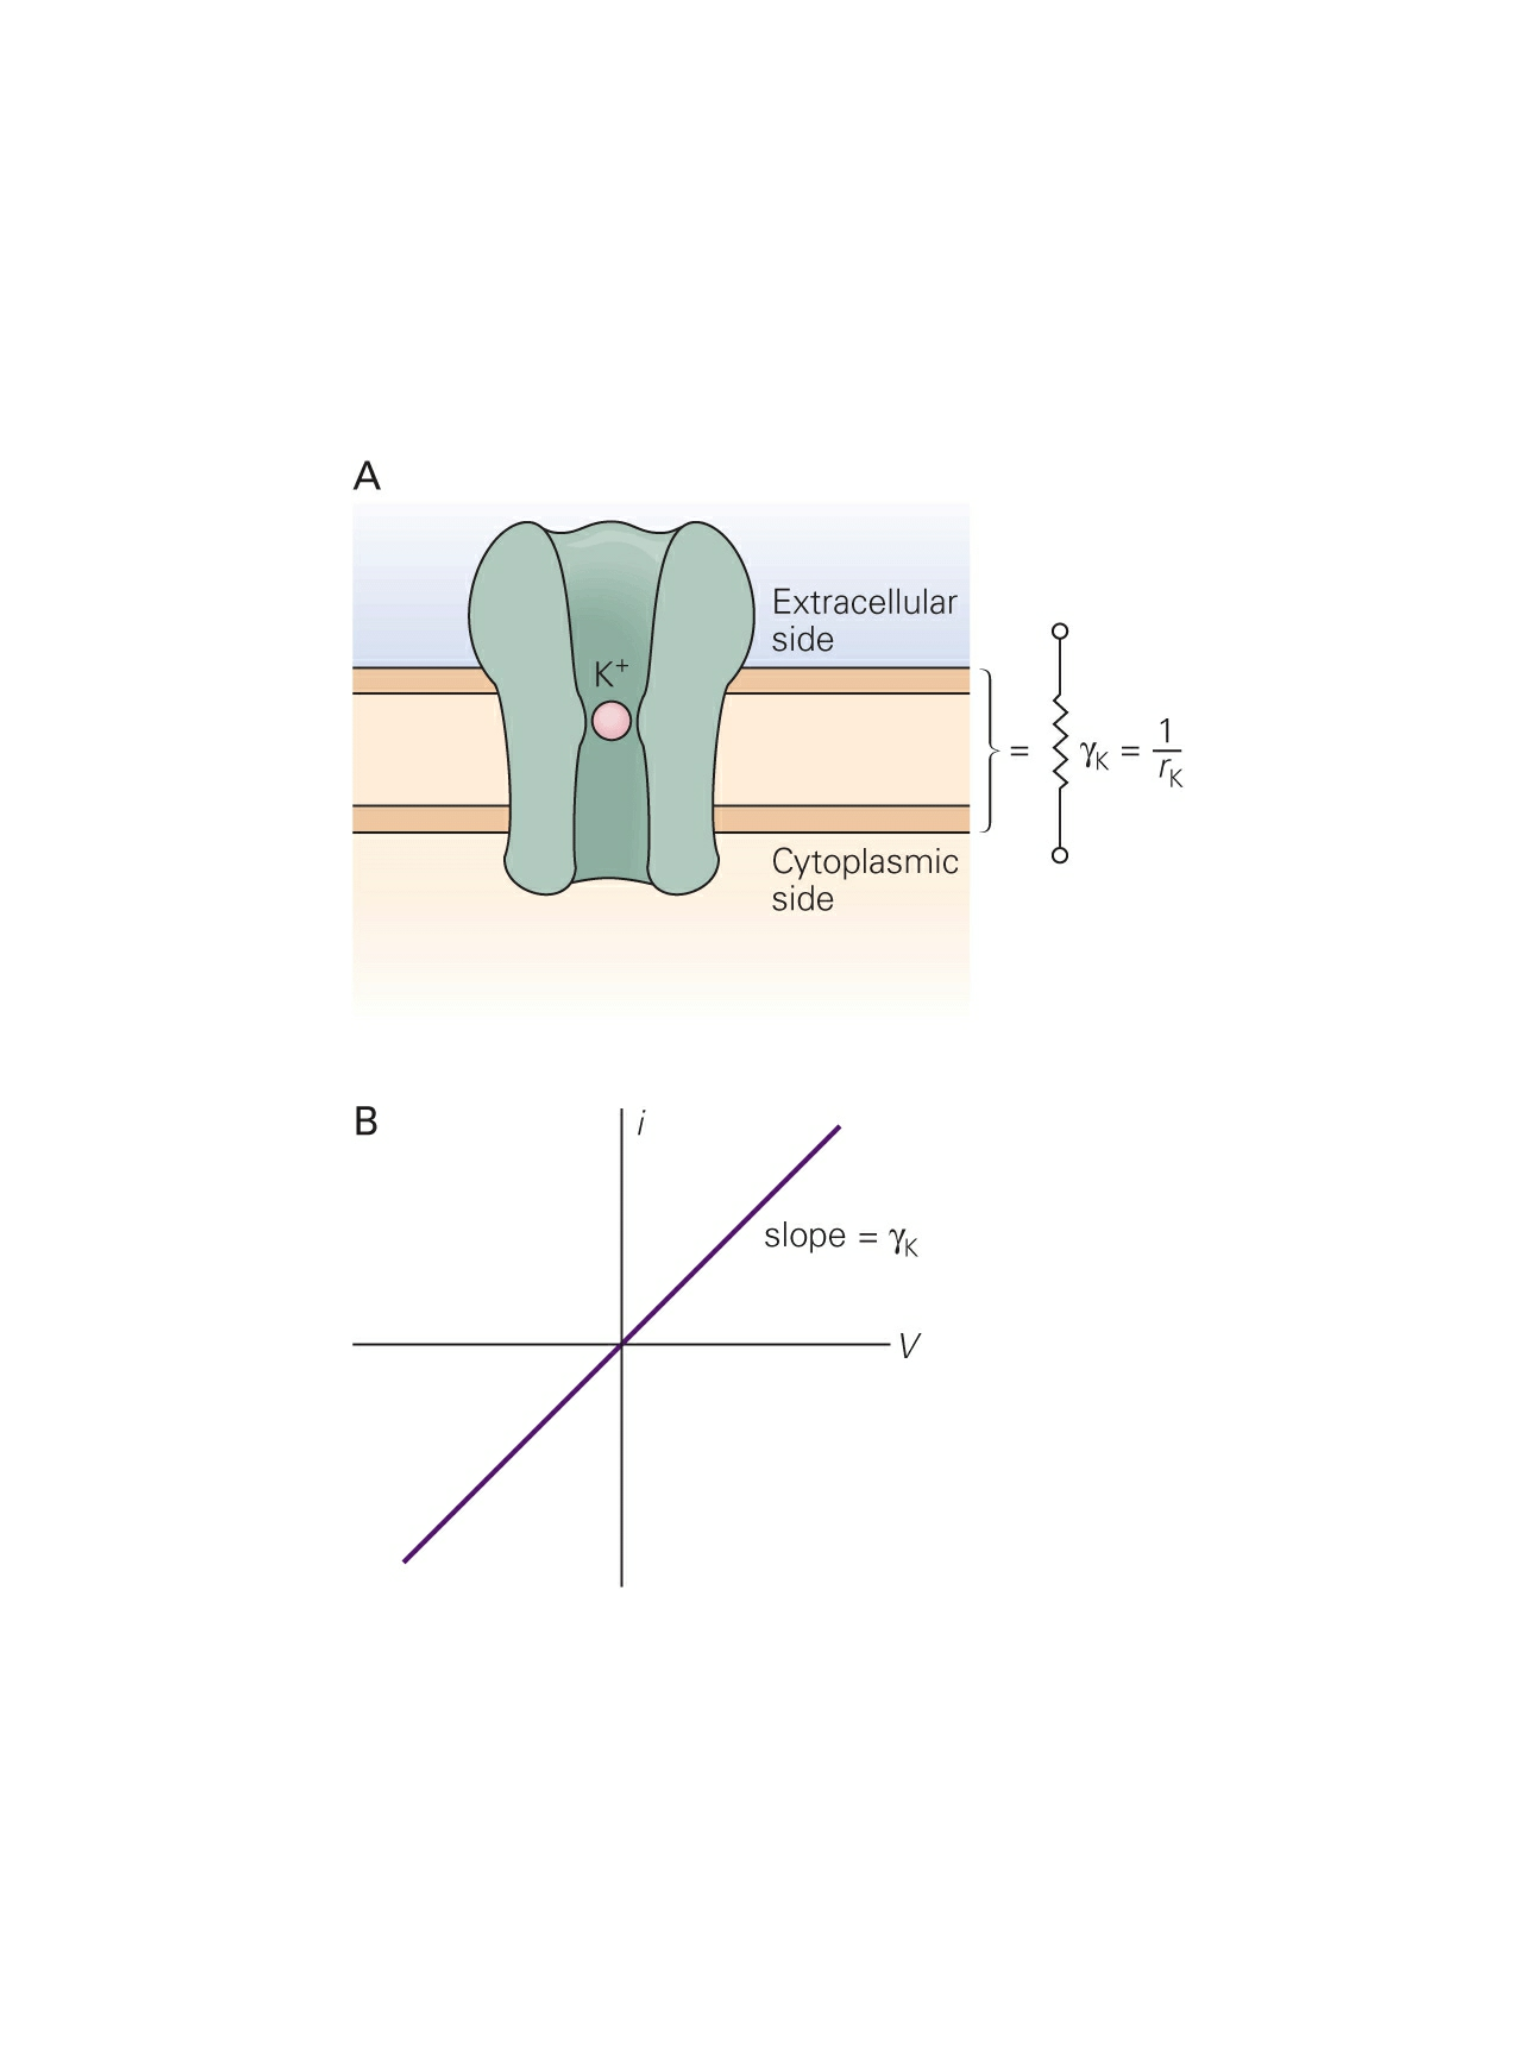 A
Extracellular
side
K⁺
= γK = 1/rK
Cytoplasmic
side
B
i
slope = γK
V